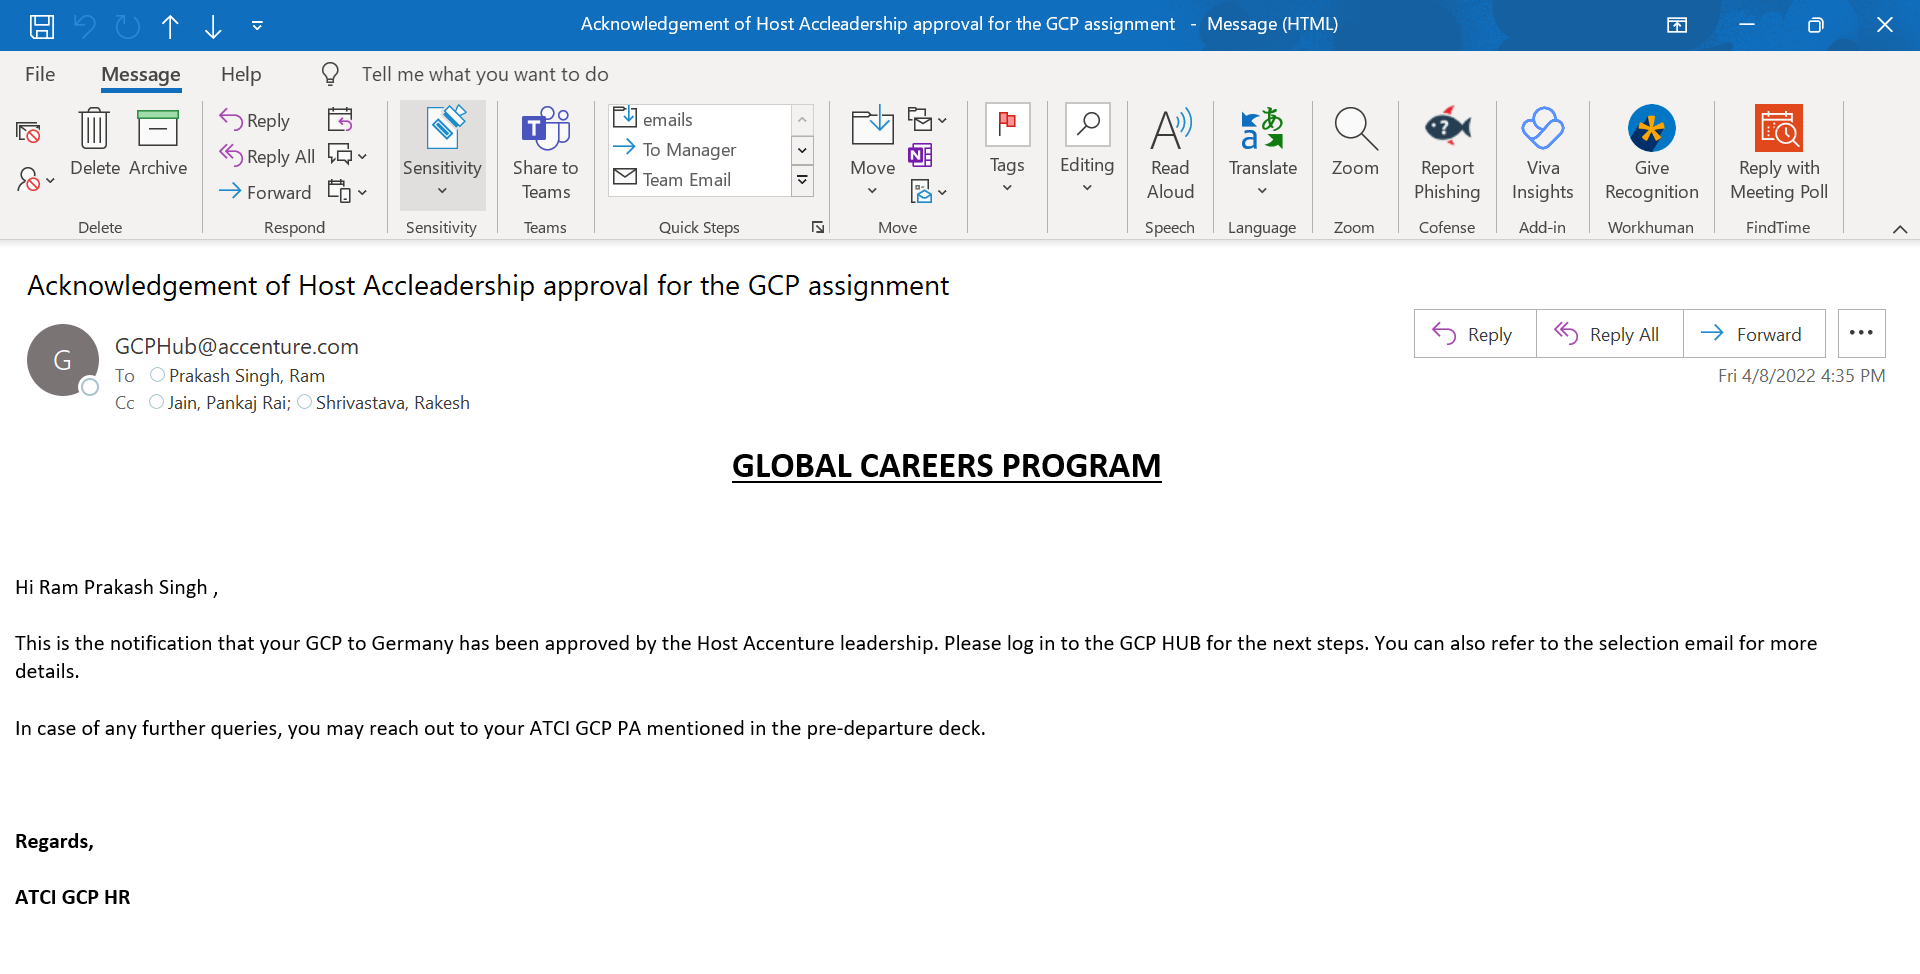 Acknowledgement of Host Accleadership approval for the GCP assignment - Message (HTML)
File Message Help Tell me what you want to do
Delete
Archive
Reply
Reply All
Forward
Sensitivity
Share to
Teams
emails
To Manager
Team Email
Move
Tags
Editing
Read
Aloud
Translate
Zoom
Report
Phishing
Viva
Insights
Give
Recognition
Reply with
Meeting Poll
Delete Respond Sensitivity Teams Quick Steps Move Speech Language Zoom Cofense Add-in Workhuman FindTime
Acknowledgement of Host Accleadership approval for the GCP assignment
G
GCPHub@accenture.com
To Prakash Singh, Ram
Cc Jain, Pankaj Rai; Shrivastava, Rakesh
Reply Reply All Forward
Fri 4/8/2022 4:35 PM
GLOBAL CAREERS PROGRAM
Hi Ram Prakash Singh ,
This is the notification that your GCP to Germany has been approved by the Host Accenture leadership. Please log in to the GCP HUB for the next steps. You can also refer to the selection email for more
details.
In case of any further queries, you may reach out to your ATCI GCP PA mentioned in the pre-departure deck.
Regards,
ATCI GCP HR